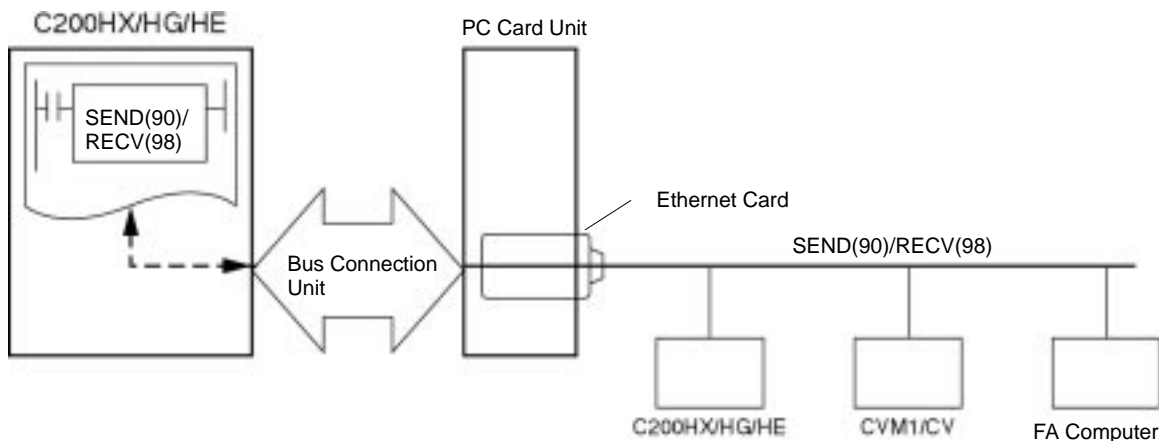 C200HX/HG/HE
PC Card Unit
SEND(90)/
RECV(98)
Ethernet Card
SEND(90)/RECV(98)
Bus Connection
Unit
C200HX/HG/HE
CVM1/CV
FA Computer